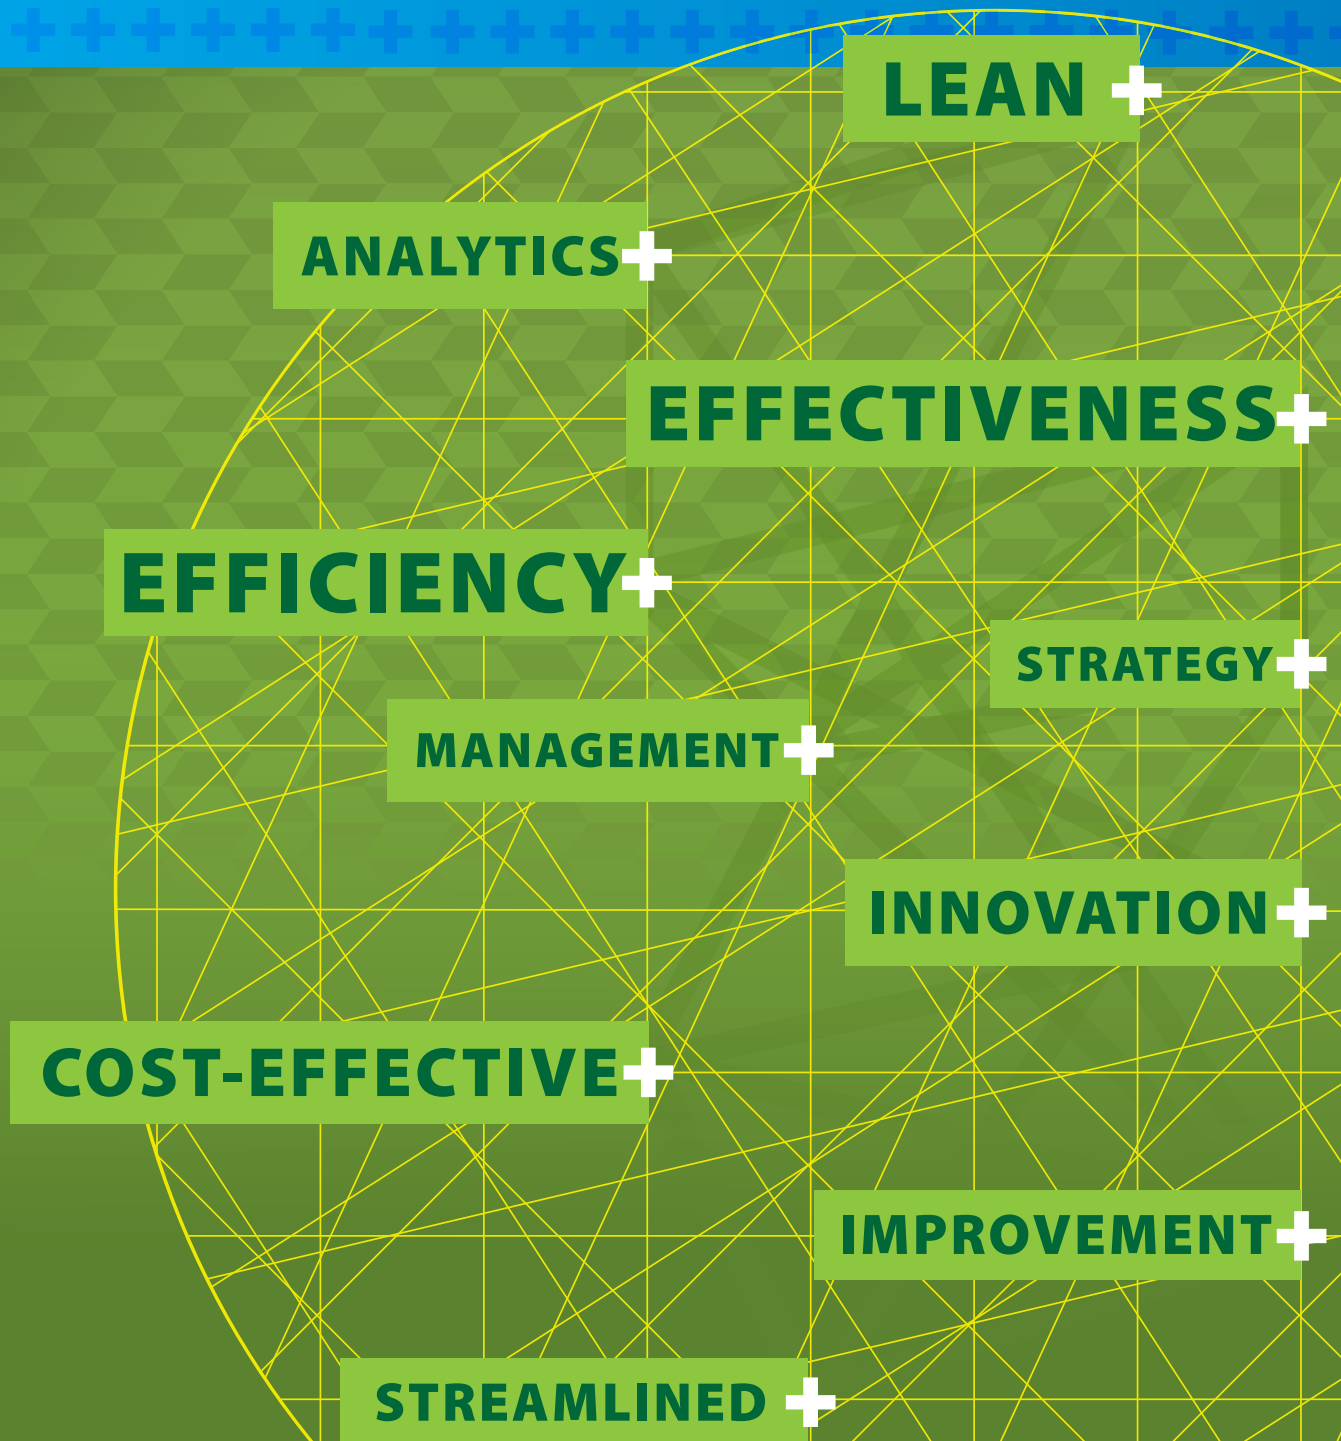 LEAN
ANALYTICS
EFFECTIVENESS
EFFICIENCY
STRATEGY
MANAGEMENT
INNOVATION
COST-EFFECTIVE
IMPROVEMENT
STREAMLINED